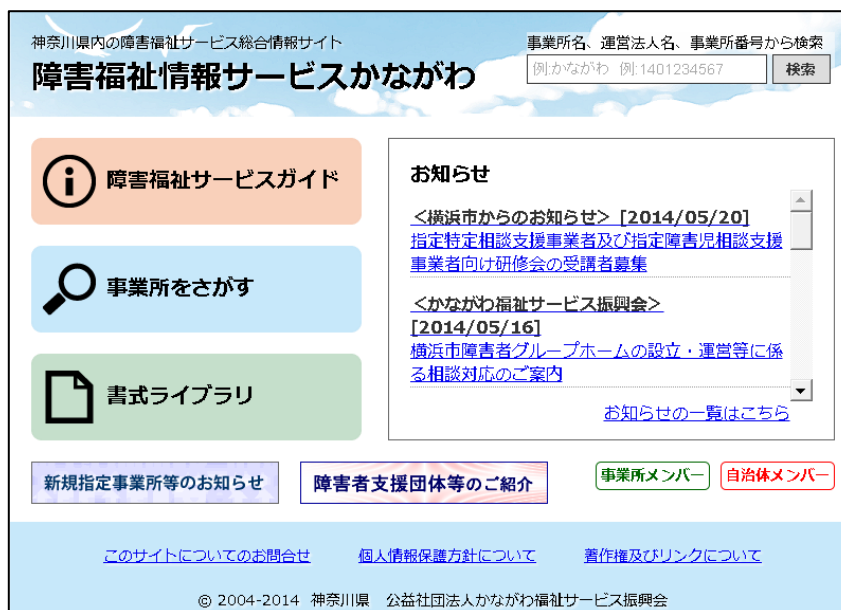 神奈川県内の障害福祉サービス総合情報サイト
障害福祉情報サービスかながわ
事業所名、運営法人名、事業所番号から検索
例:かながわ 例:1401234567
検索
障害福祉サービスガイド
事業所をさがす
書式ライブラリ
お知らせ
＜横浜市からのお知らせ＞ [2014/05/20]
指定特定相談支援事業者及び指定障害児相談支援
事業者向け研修会の受講者募集
＜かながわ福祉サービス振興会＞
[2014/05/16]
横浜市障害者グループホームの設立・運営等に係
る相談対応のご案内
お知らせの一覧はこちら
新規指定事業所等のお知らせ
障害者支援団体等のご紹介
事業所メンバー
自治体メンバー
このサイトについてのお問合せ
個人情報保護方針について
著作権及びリンクについて
© 2004-2014 神奈川県 公益社団法人かながわ福祉サービス振興会